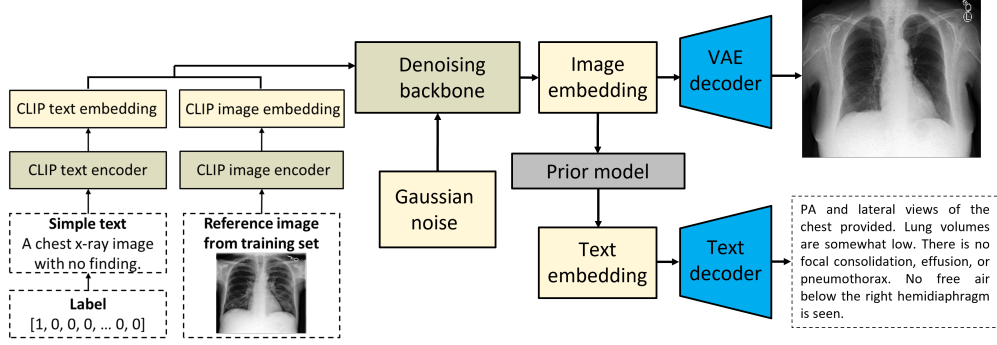 CLIP text embedding
CLIP image embedding
CLIP text encoder
CLIP image encoder
Simple text
A chest x-ray image
with no finding.
Reference image
from training set
Label
[1, 0, 0, 0, … 0, 0]
Denoising
backbone
Gaussian
noise
Image
embedding
VAE
decoder
Prior model
Text
embedding
Text
decoder
PA and lateral views of the
chest provided. Lung volumes
are somewhat low. There is no
focal consolidation, effusion, or
pneumothorax. No free air
below the right hemidiaphragm
is seen.